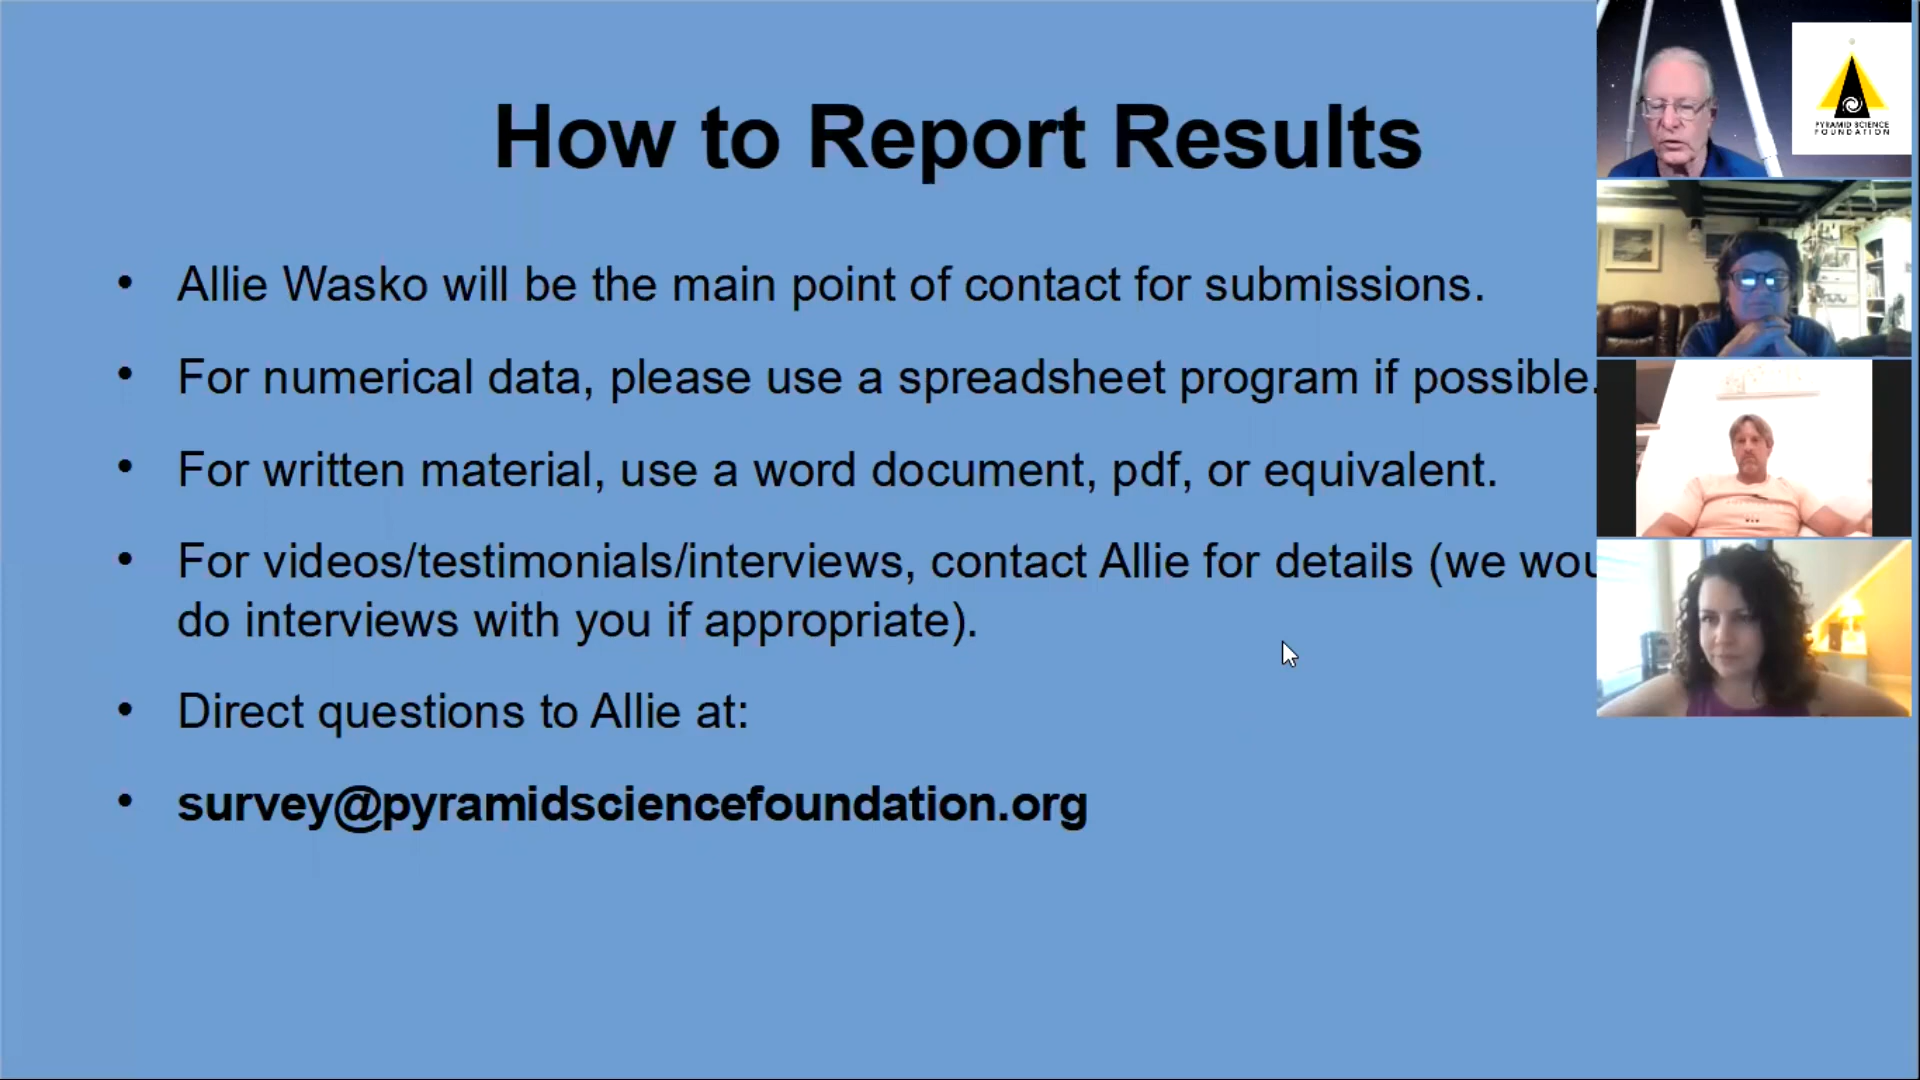 How to Report Results
• Allie Wasko will be the main point of contact for submissions.
• For numerical data, please use a spreadsheet program if possible.
• For written material, use a word document, pdf, or equivalent.
• For videos/testimonials/interviews, contact Allie for details (we
do interviews with you if appropriate).
• Direct questions to Allie at:
• survey@pyramidsciencefoundation.org
PYRAMID SCIENCE
FOUNDATION